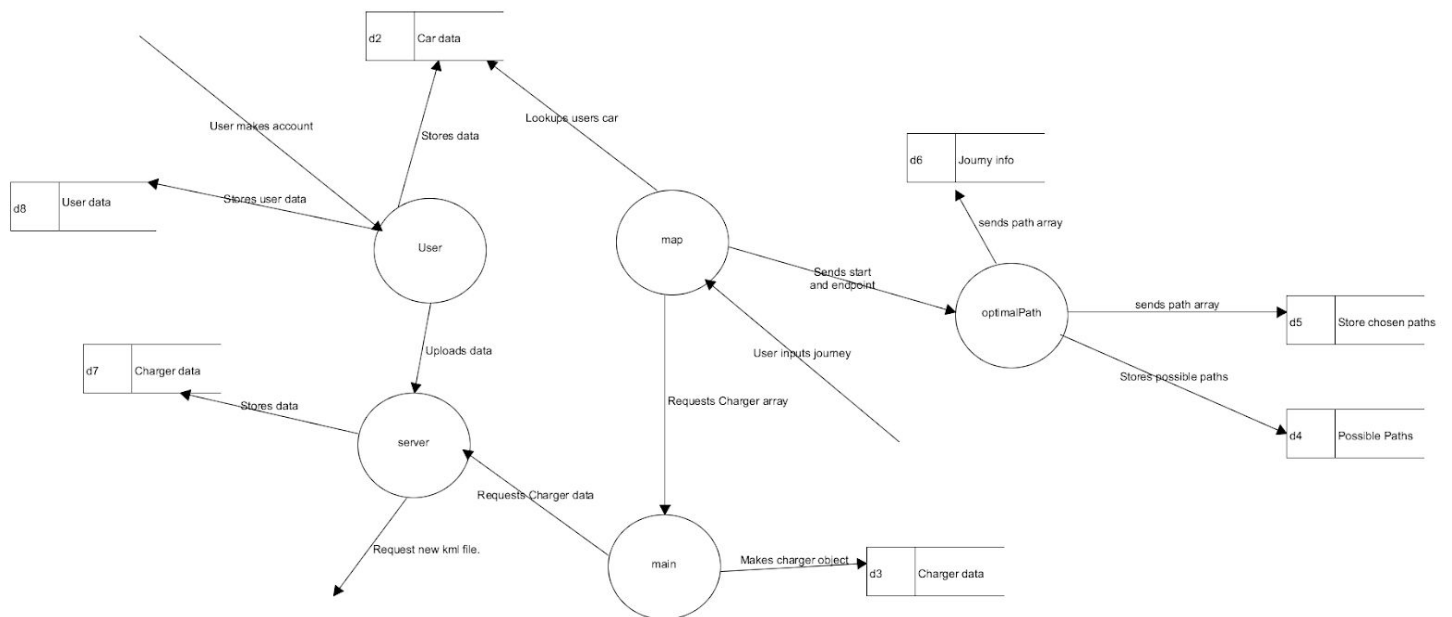 d2
Car data
User makes account
Stores data
Lookups users car
d6
Journy info
d8
User data
Stores user data
User
map
sends path array
Sends start
and endpoint
optimalPath
sends path array
d5
Store chosen paths
Uploads data
User inputs journey
d7
Charger data
Stores data
Requests Charger array
Stores possible paths
d4
Possible Paths
server
Requests Charger data
Request new kml file.
main
Makes charger object
d3
Charger data